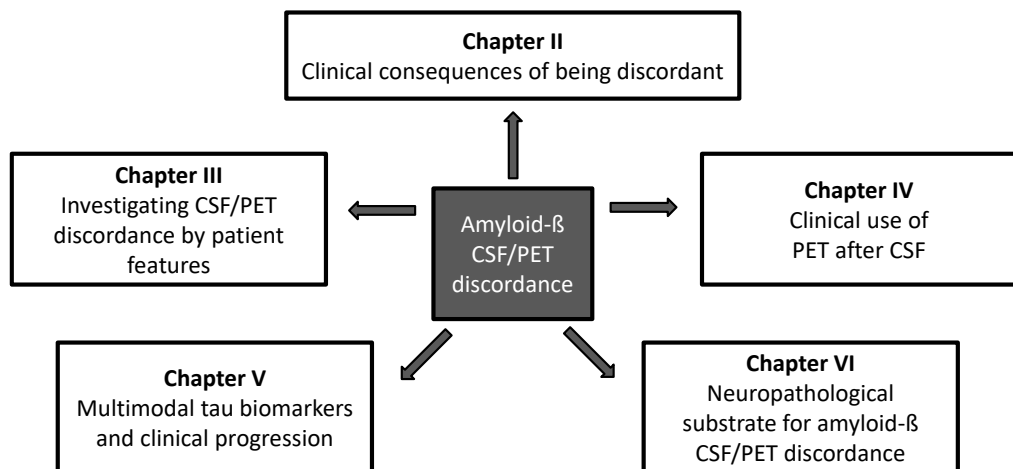 Chapter II
Clinical consequences of being discordant
Chapter III
Investigating CSF/PET
discordance by patient
features
Amyloid-ß
CSF/PET
discordance
Chapter IV
Clinical use of
PET after CSF
Chapter V
Multimodal tau biomarkers
and clinical progression
Chapter VI
Neuropathological
substrate for amyloid-ß
CSF/PET discordance